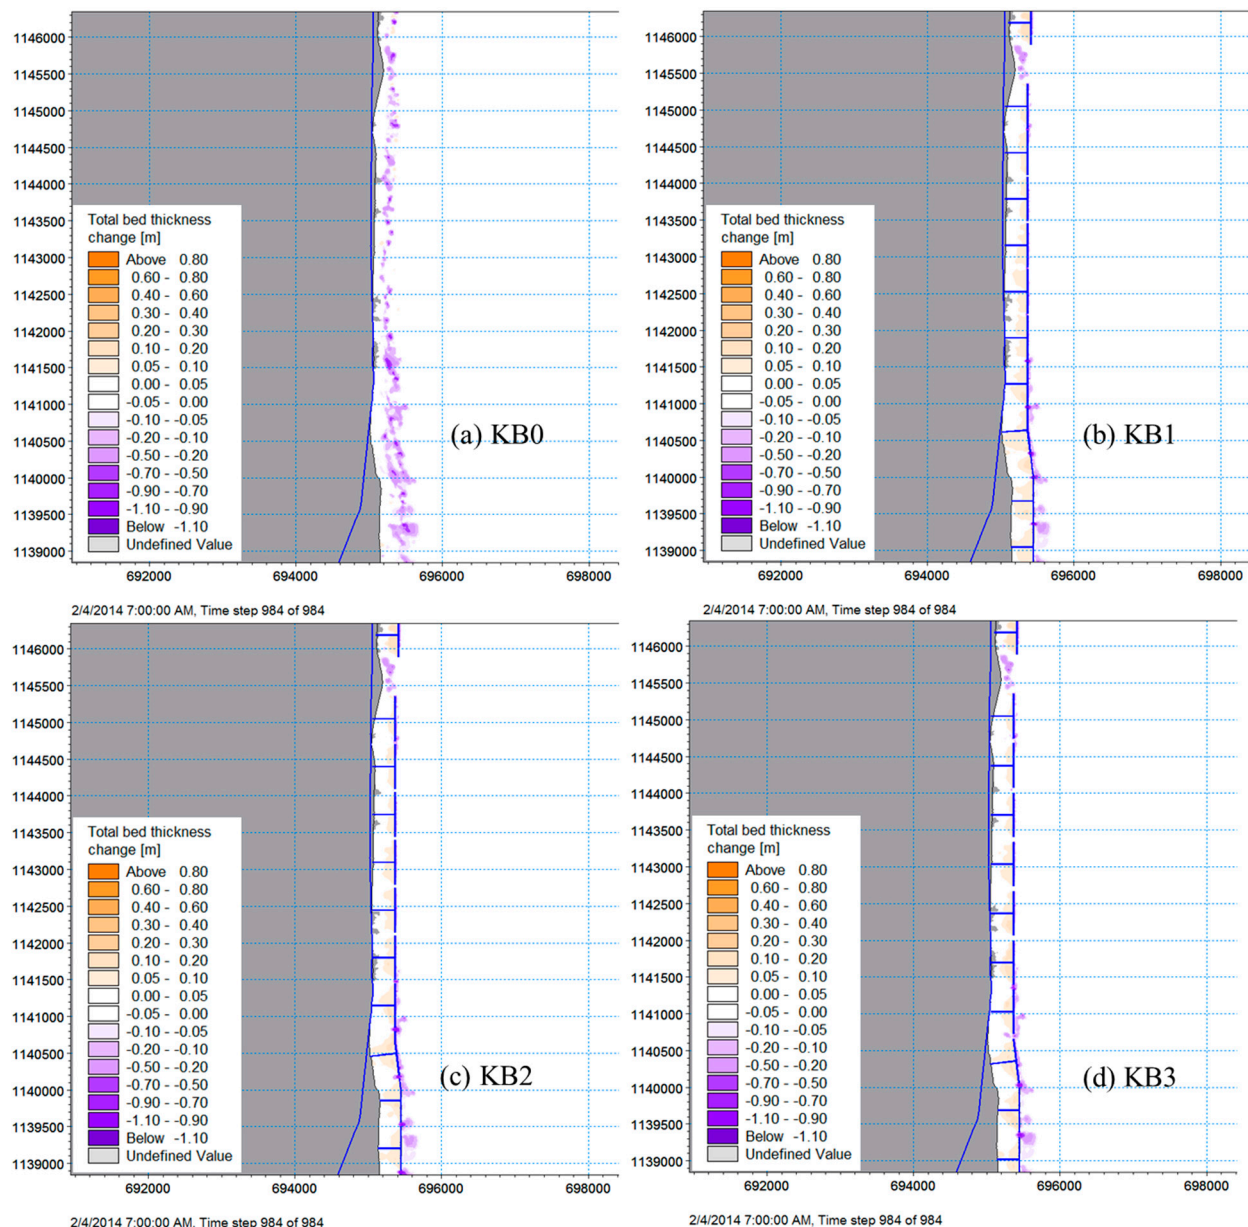 1146000
1145500
1145000
1144500
1144000
1143500
1143000
1142500
1142000
1141500
1141000
1140500
1140000
1139500
1139000
Total bed thickness
change [m]
Above 0.80
0.60 - 0.80
0.40 - 0.60
0.30 - 0.40
0.20 - 0.30
0.10 - 0.20
0.05 - 0.10
0.00 - 0.05
-0.05 - 0.00
-0.10 - -0.05
-0.20 - -0.10
-0.50 - -0.20
-0.70 - -0.50
-0.90 - -0.70
-1.10 - -0.90
Below -1.10
Undefined Value
(a) KB0
692000 694000 696000 698000
2/4/2014 7:00:00 AM, Time step 984 of 984
1146000
1145500
1145000
1144500
1144000
1143500
1143000
1142500
1142000
1141500
1141000
1140500
1140000
1139500
1139000
Total bed thickness
change [m]
Above 0.80
0.60 - 0.80
0.40 - 0.60
0.30 - 0.40
0.20 - 0.30
0.10 - 0.20
0.05 - 0.10
0.00 - 0.05
-0.05 - 0.00
-0.10 - -0.05
-0.20 - -0.10
-0.50 - -0.20
-0.70 - -0.50
-0.90 - -0.70
-1.10 - -0.90
Below -1.10
Undefined Value
(b) KB1
692000 694000 696000 698000
2/4/2014 7:00:00 AM, Time step 984 of 984
1146000
1145500
1145000
1144500
1144000
1143500
1143000
1142500
1142000
1141500
1141000
1140500
1140000
1139500
1139000
Total bed thickness
change [m]
Above 0.80
0.60 - 0.80
0.40 - 0.60
0.30 - 0.40
0.20 - 0.30
0.10 - 0.20
0.05 - 0.10
0.00 - 0.05
-0.05 - 0.00
-0.10 - -0.05
-0.20 - -0.10
-0.50 - -0.20
-0.70 - -0.50
-0.90 - -0.70
-1.10 - -0.90
Below -1.10
Undefined Value
(c) KB2
692000 694000 696000 698000
2/4/2014 7:00:00 AM, Time step 984 of 984
1146000
1145500
1145000
1144500
1144000
1143500
1143000
1142500
1142000
1141500
1141000
1140500
1140000
1139500
1139000
Total bed thickness
change [m]
Above 0.80
0.60 - 0.80
0.40 - 0.60
0.30 - 0.40
0.20 - 0.30
0.10 - 0.20
0.05 - 0.10
0.00 - 0.05
-0.05 - 0.00
-0.10 - -0.05
-0.20 - -0.10
-0.50 - -0.20
-0.70 - -0.50
-0.90 - -0.70
-1.10 - -0.90
Below -1.10
Undefined Value
(d) KB3
692000 694000 696000 698000
2/4/2014 7:00:00 AM, Time step 984 of 984